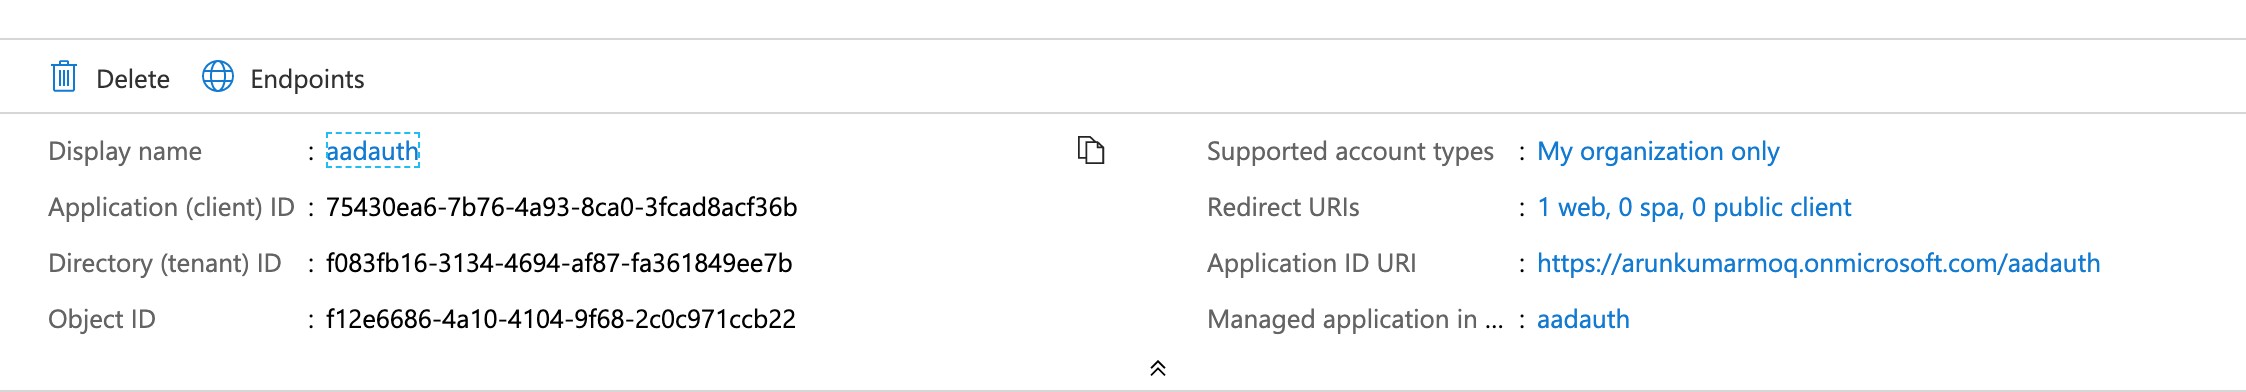 Delete Endpoints
Display name : aadauth
Application (client) ID : 75430ea6-7b76-4a93-8ca0-3fcad8acf36b
Directory (tenant) ID : f083fb16-3134-4694-af87-fa361849ee7b
Object ID : f12e6686-4a10-4104-9f68-2c0c971ccb22
Supported account types : My organization only
Redirect URIs : 1 web, 0 spa, 0 public client
Application ID URI : https://arunkumarmoq.onmicrosoft.com/aadauth
Managed application in ... : aadauth